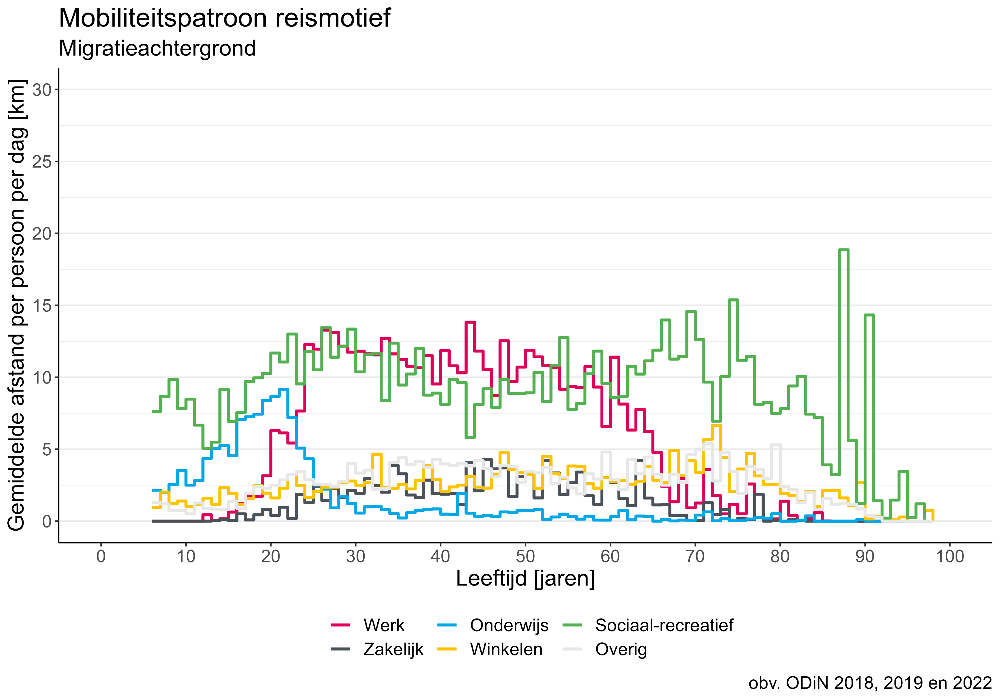 Mobiliteitspatroon reismotief
Migratieachtergrond
Gemiddelde afstand per persoon per dag [km]
30
25
20
15
10
5
0
0 10 20 30 40 50 60 70 80 90 100
Leeftijd [jaren]
Werk Onderwijs Sociaal-recreatief
Zakelijk Winkelen Overig
obv. ODiN 2018, 2019 en 2022